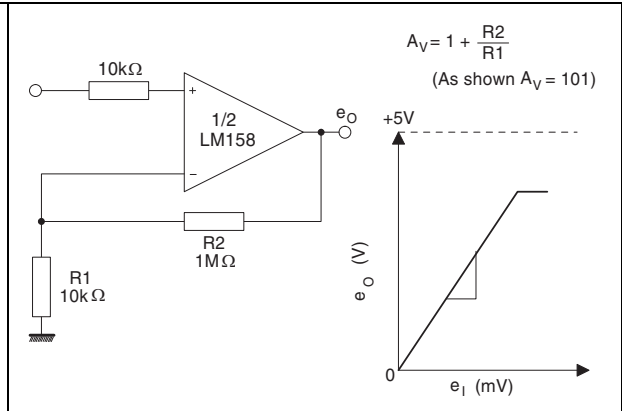 10kΩ
+
1/2
LM158
−
e_O
R2
1MΩ
R1
10kΩ
A_V = 1 + R2/R1
(As shown A_V = 101)
+5V
e_O (V)
0
e_I (mV)